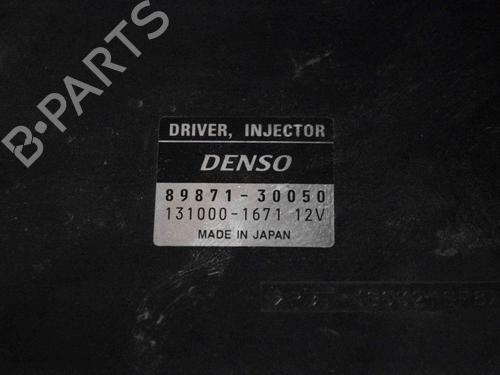 B-PARTS
DRIVER, INJECTOR
DENSO
89871-30050
131000-1671 12V
MADE IN JAPAN